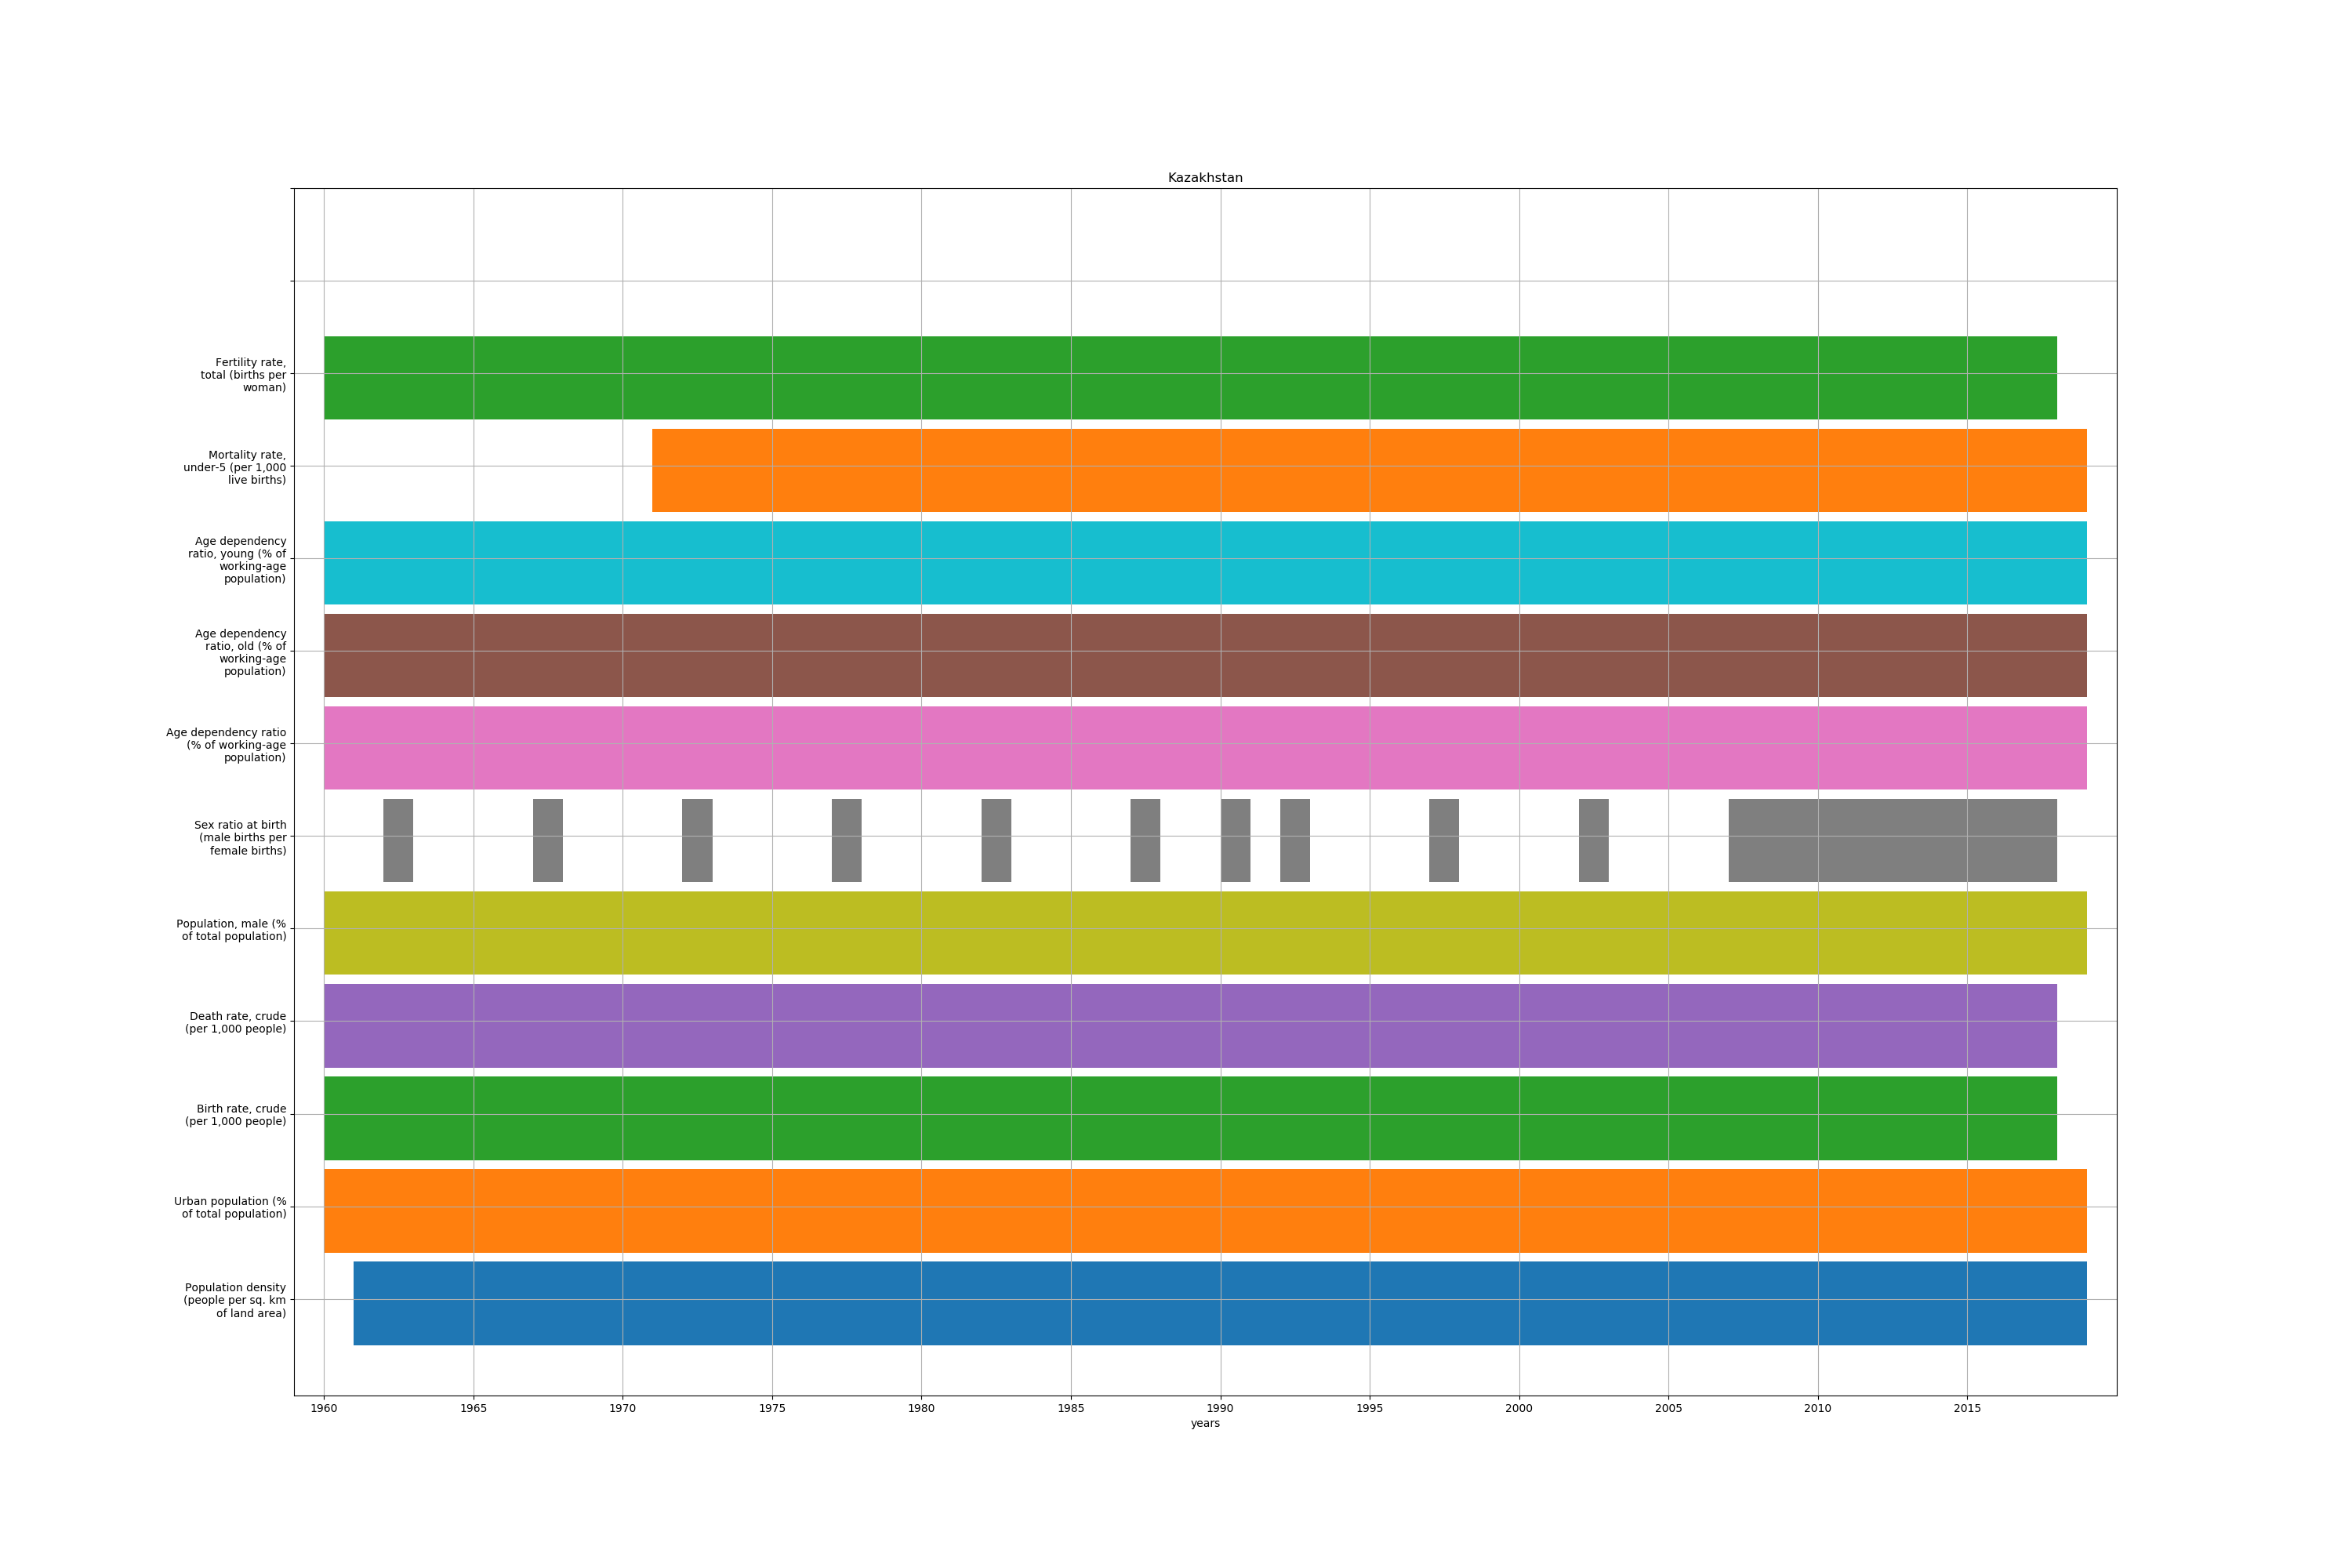 Kazakhstan
Fertility rate,
total (births per
woman)
Mortality rate,
under-5 (per 1,000
live births)
Age dependency
ratio, young (% of
working-age
population)
Age dependency
ratio, old (% of
working-age
population)
Age dependency ratio
(% of working-age
population)
Sex ratio at birth
(male births per
female births)
Population, male (%
of total population)
Death rate, crude
(per 1,000 people)
Birth rate, crude
(per 1,000 people)
Urban population (%
of total population)
Population density
(people per sq. km
of land area)
1960 1965 1970 1975 1980 1985 1990 1995 2000 2005 2010 2015
years